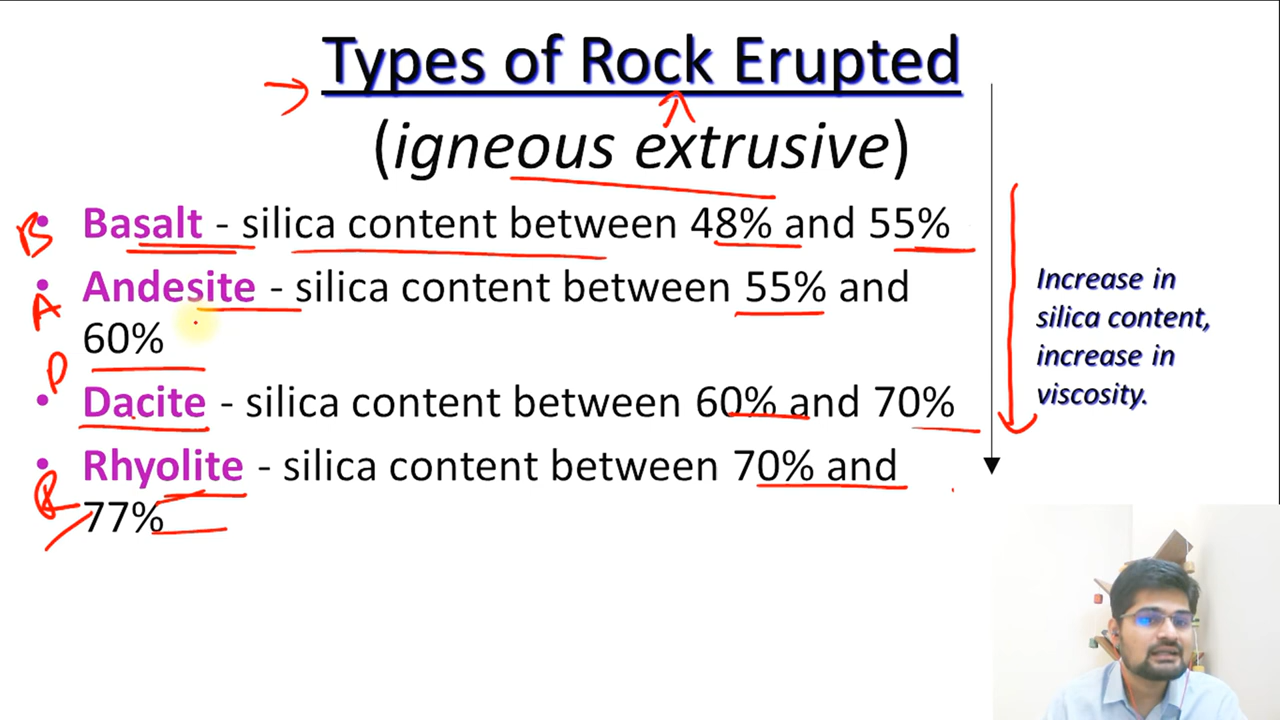 Types of Rock Erupted
(igneous extrusive)
• Basalt - silica content between 48% and 55%
• Andesite - silica content between 55% and
60%
• Dacite - silica content between 60% and 70%
• Rhyolite - silica content between 70% and
77%
Increase in
silica content,
increase in
viscosity.
B
A
D
R